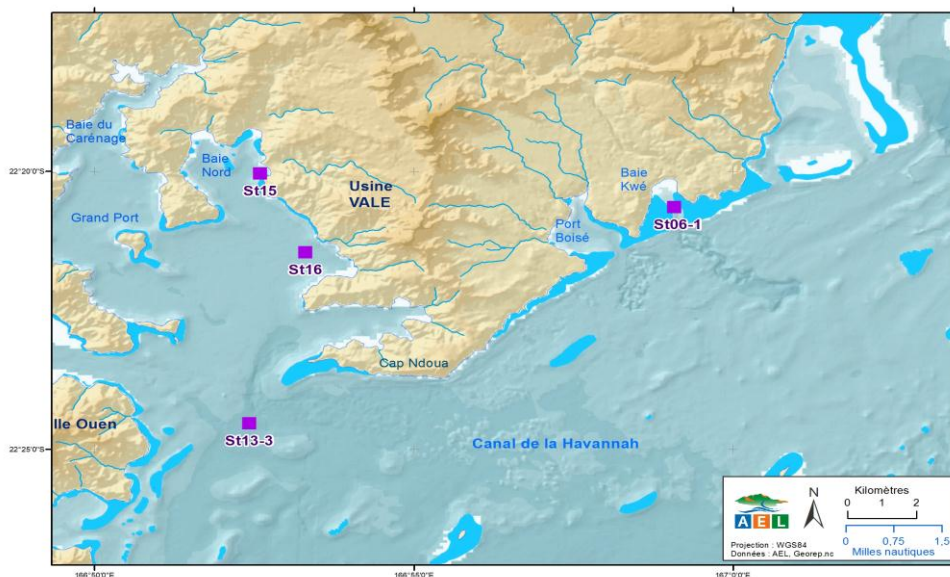 Baie du
Carénage
Baie
Nord
22°20'0"S
St15
Usine
VALE
Baie
Kwé
Grand Port
St06-1
Port
Boisé
St16
Cap Ndoua
Ile Ouen
St13-3
22°25'0"S
Canal de la Havannah
AEL
N
Kilomètres
0 1 2
Projection : WGS84
Données : AEL, Georep.nc
0 0,75 1,5
Milles nautiques
166°50'0"E
166°55'0"E
167°0'0"E